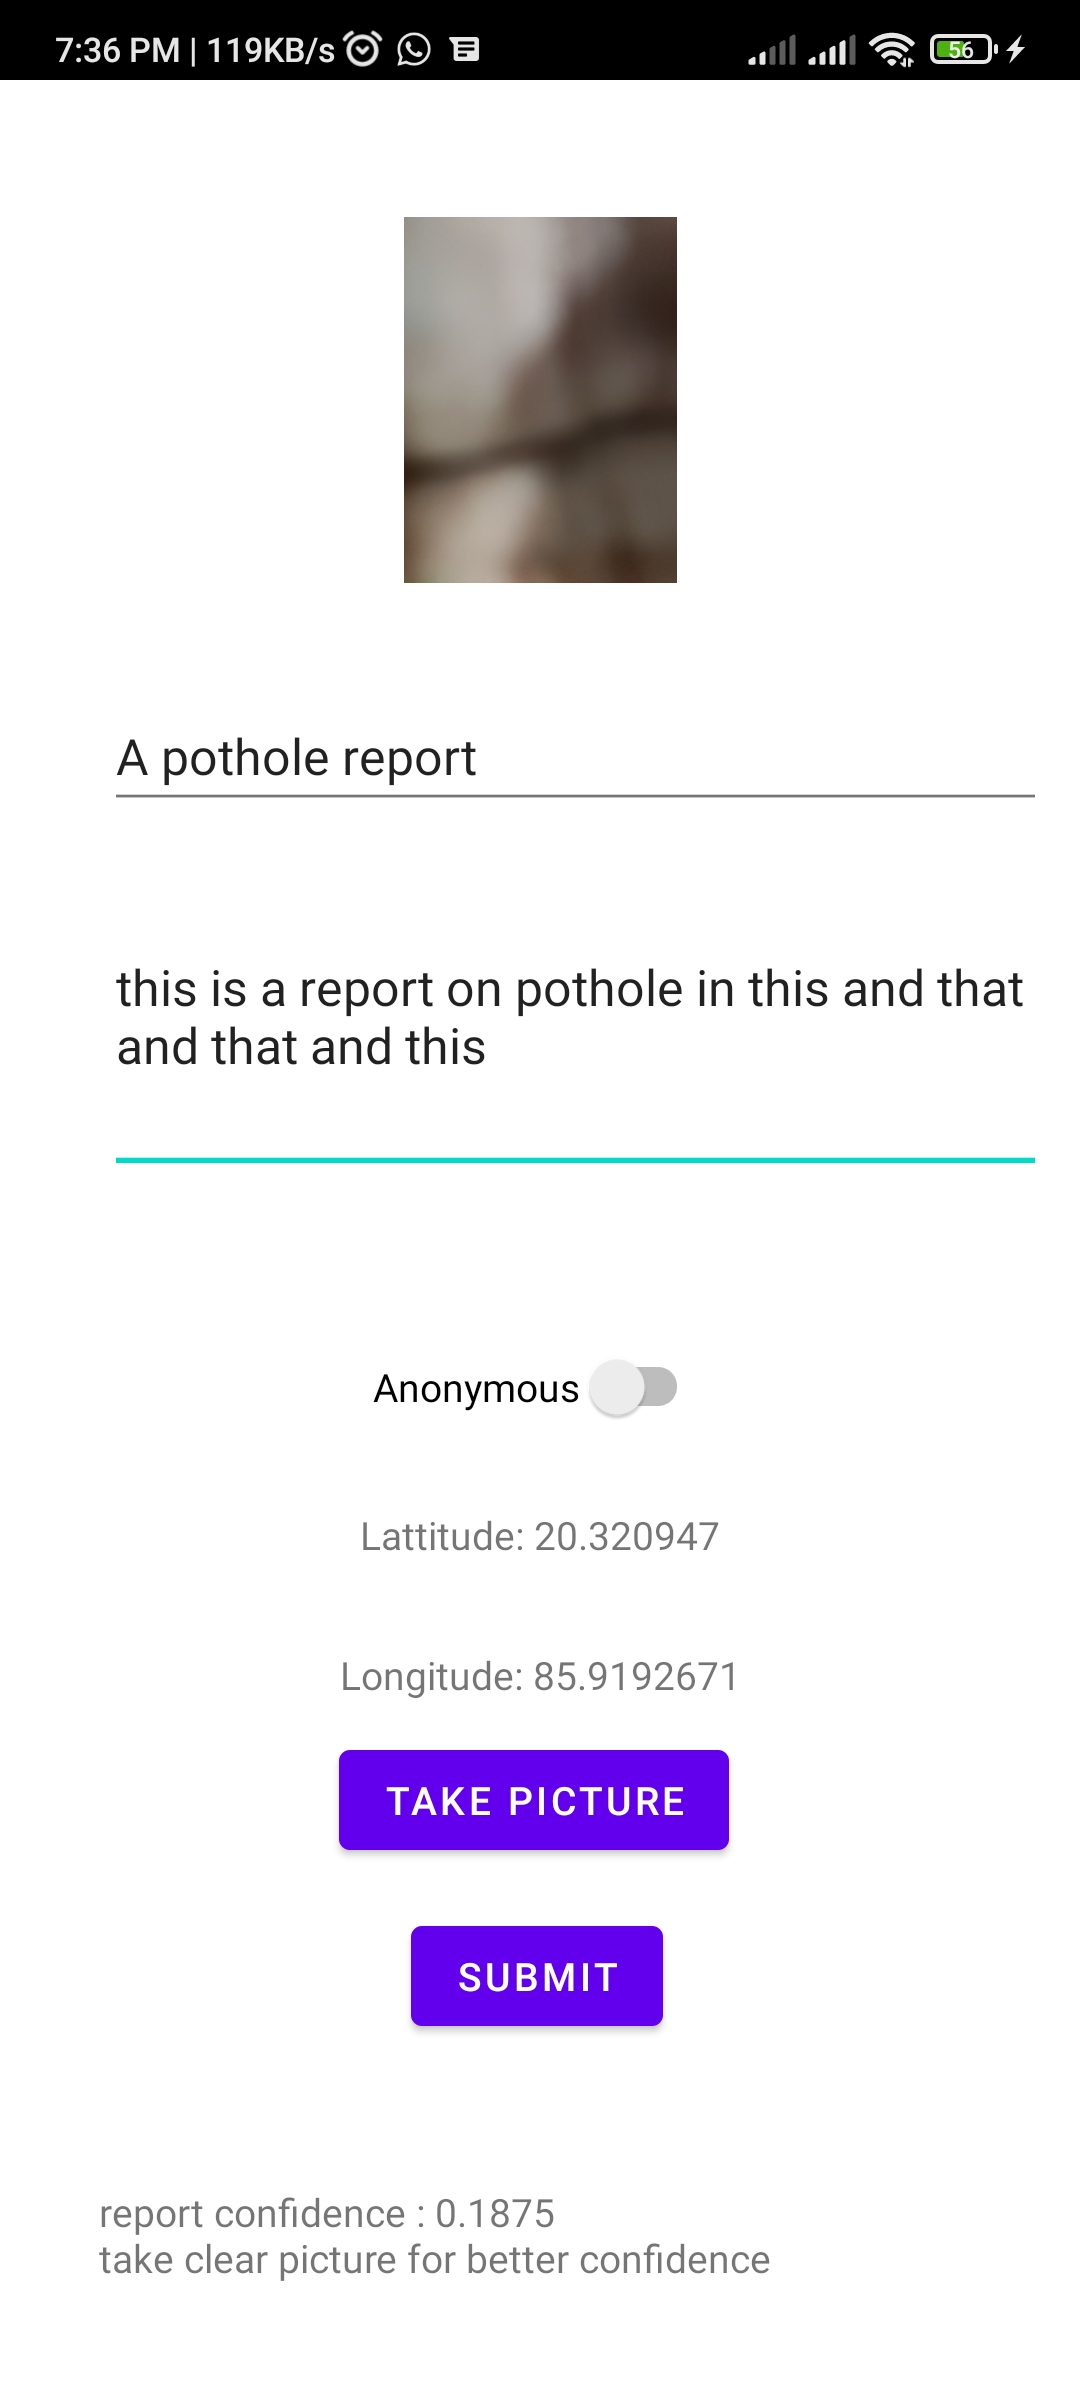 7:36 PM | 119KB/s 56
A pothole report
this is a report on pothole in this and that
and that and this
Anonymous
Lattitude: 20.320947
Longitude: 85.9192671
TAKE PICTURE
SUBMIT
report confidence : 0.1875
take clear picture for better confidence